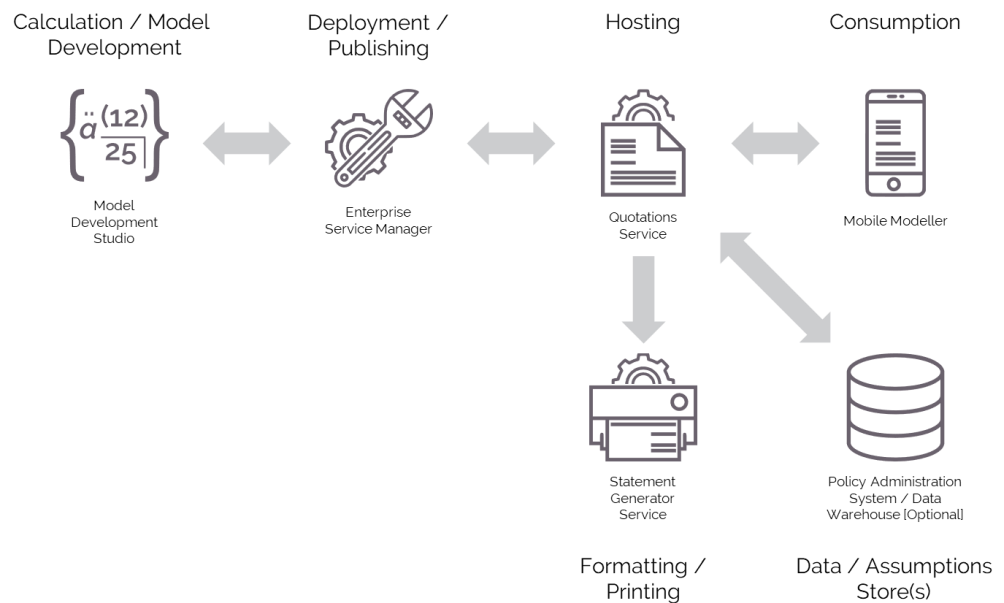 Calculation / Model
Development
Deployment /
Publishing
Hosting
Consumption
ä (12)
25
Model
Development
Studio
Enterprise
Service Manager
Quotations
Service
Mobile Modeller
Statement
Generator
Service
Policy Administration
System / Data
Warehouse [Optional]
Formatting /
Printing
Data / Assumptions
Store(s)